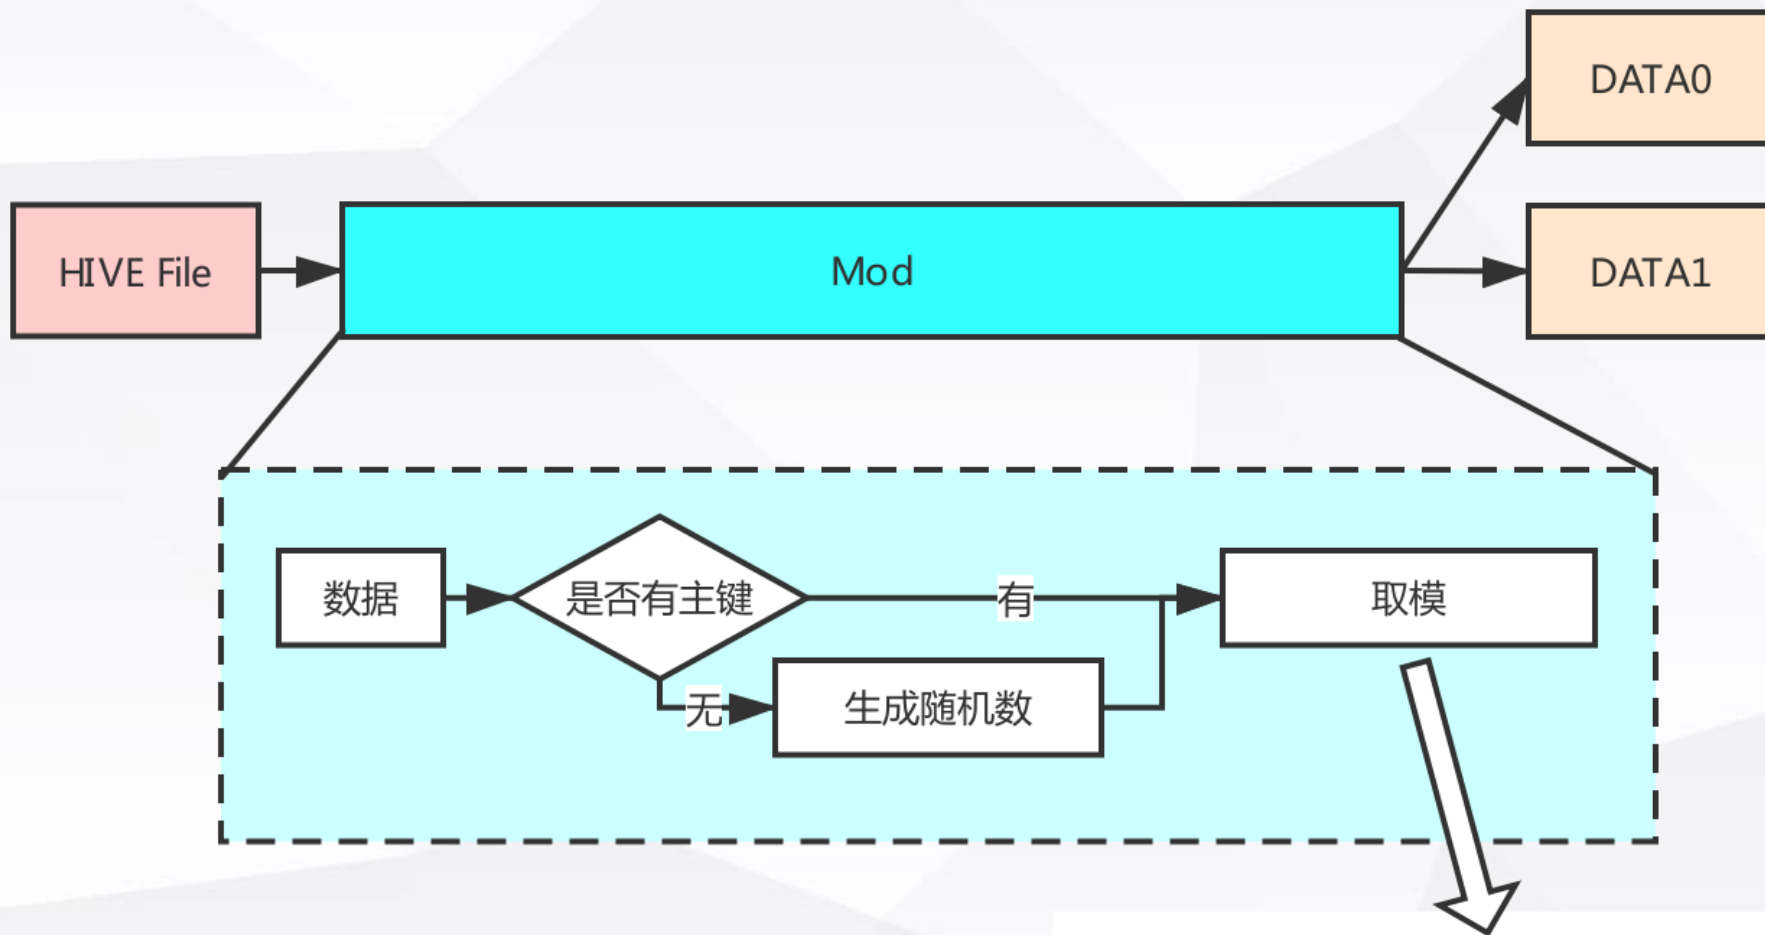 DATA0
HIVE File
Mod
DATA1
数据
是否有主键
有
取模
无
生成随机数